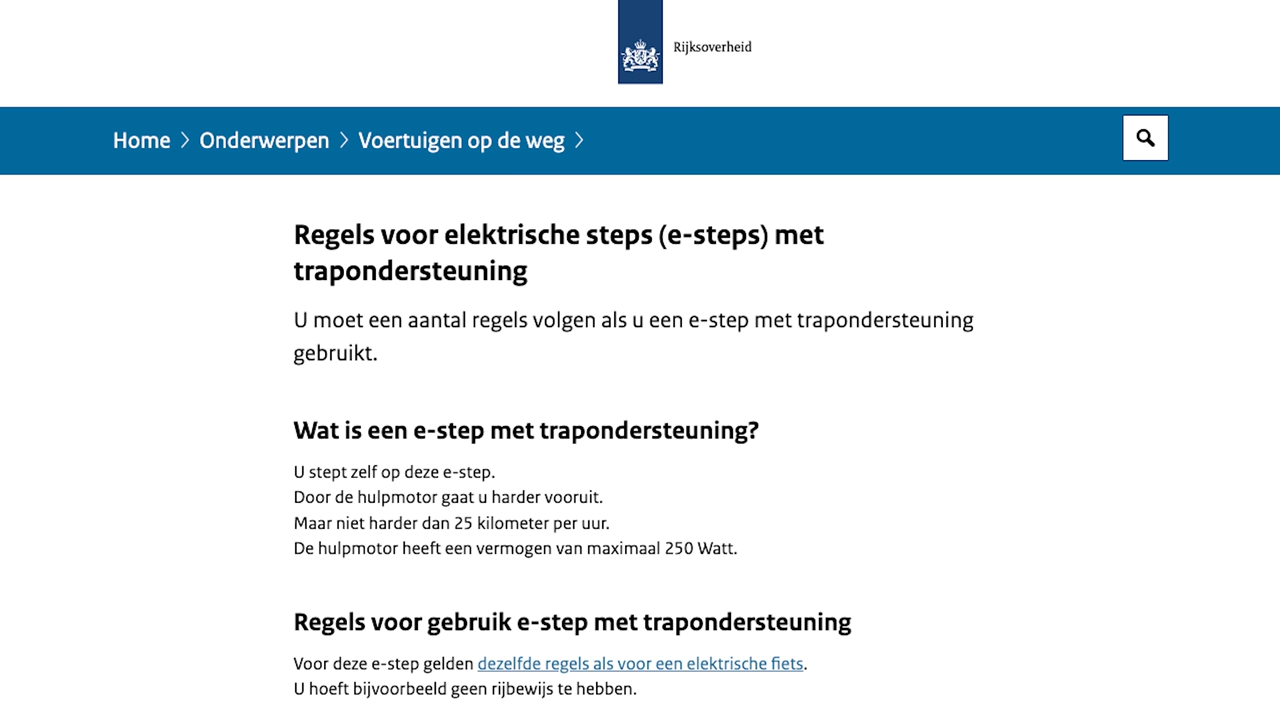 Rijksoverheid
Home > Onderwerpen > Voertuigen op de weg >
Regels voor elektrische steps (e-steps) met
trapondersteuning
U moet een aantal regels volgen als u een e-step met trapondersteuning
gebruikt.
Wat is een e-step met trapondersteuning?
U stept zelf op deze e-step.
Door de hulpmotor gaat u harder vooruit.
Maar niet harder dan 25 kilometer per uur.
De hulpmotor heeft een vermogen van maximaal 250 Watt.
Regels voor gebruik e-step met trapondersteuning
Voor deze e-step gelden dezelfde regels als voor een elektrische fiets.
U hoeft bijvoorbeeld geen rijbewijs te hebben.